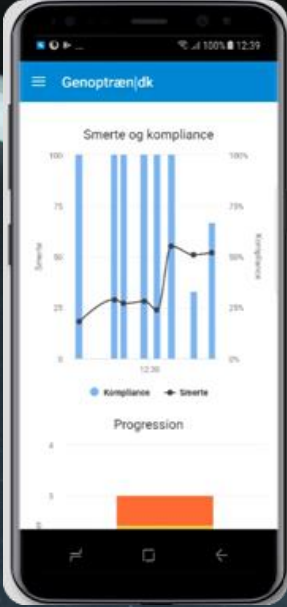 100% 12:39
Genoptræn|dk
Smerte og kompliance
100 100%
75 75%
Smerte 50 50% Kompliance
25 25%
0 0%
12:30
Kompliance Smerte
Progression
4
3